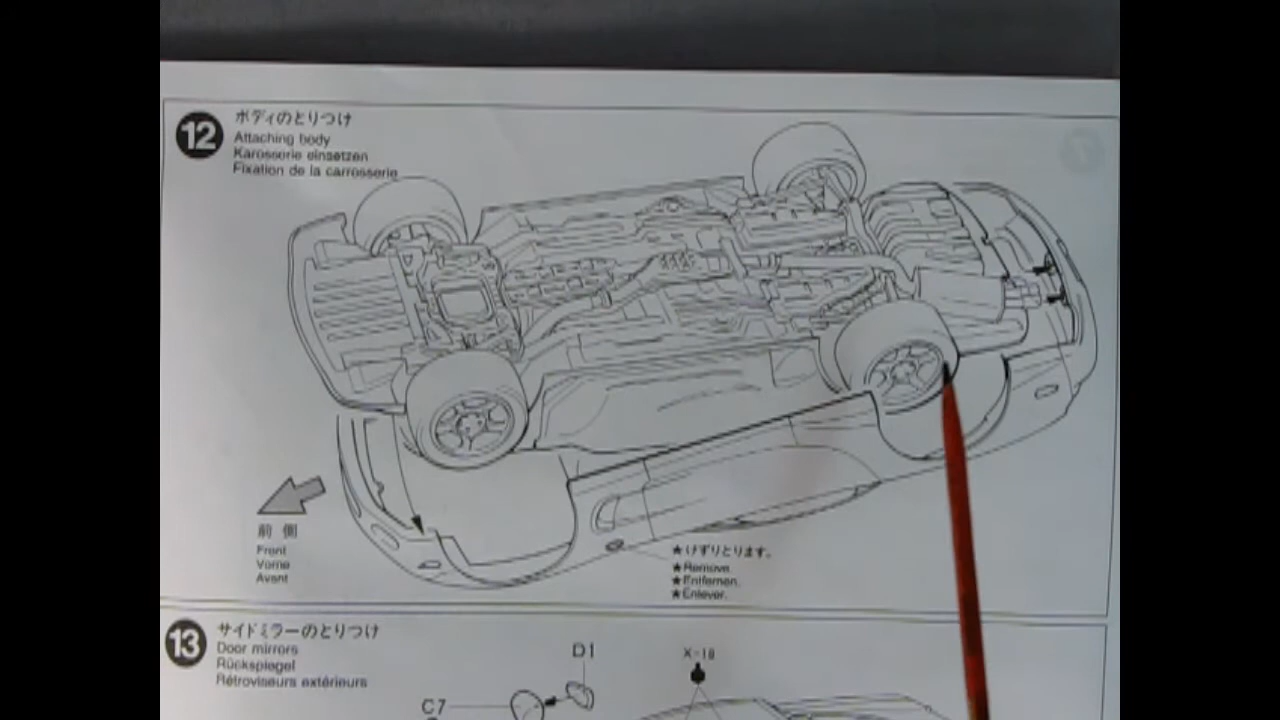 12
ボディのとりつけ
Attaching body
Karosserie einsetzen
Fixation de la carrosserie
前側
Front
Vorne
Avant
★けずりとります。
★Remove.
★Entfernen.
★Enlever.
13
サイドミラーのとりつけ
Door mirrors
Rückspiegel
Rétroviseurs extérieurs
D1
X-18
C7